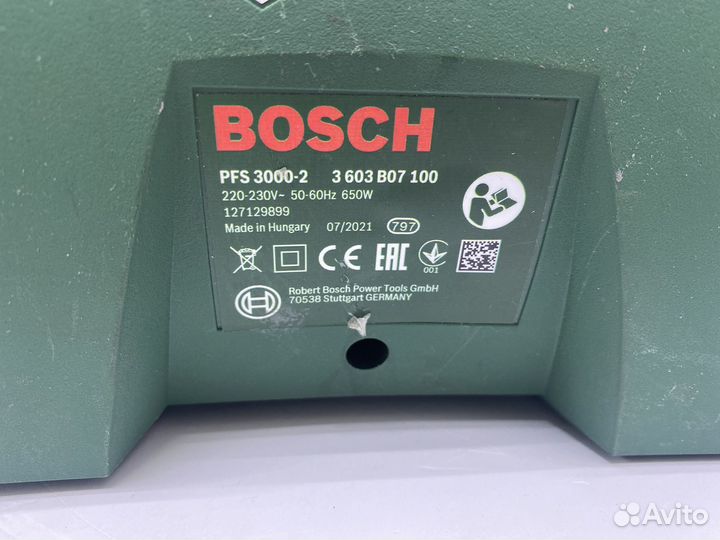 BOSCH
PFS 3000-2 3 603 B07 100
220-230V~ 50-60Hz 650W
127129899
Made in Hungary 07/2021 797
CE EAC 001
Robert Bosch Power Tools GmbH
70538 Stuttgart GERMANY
Avito